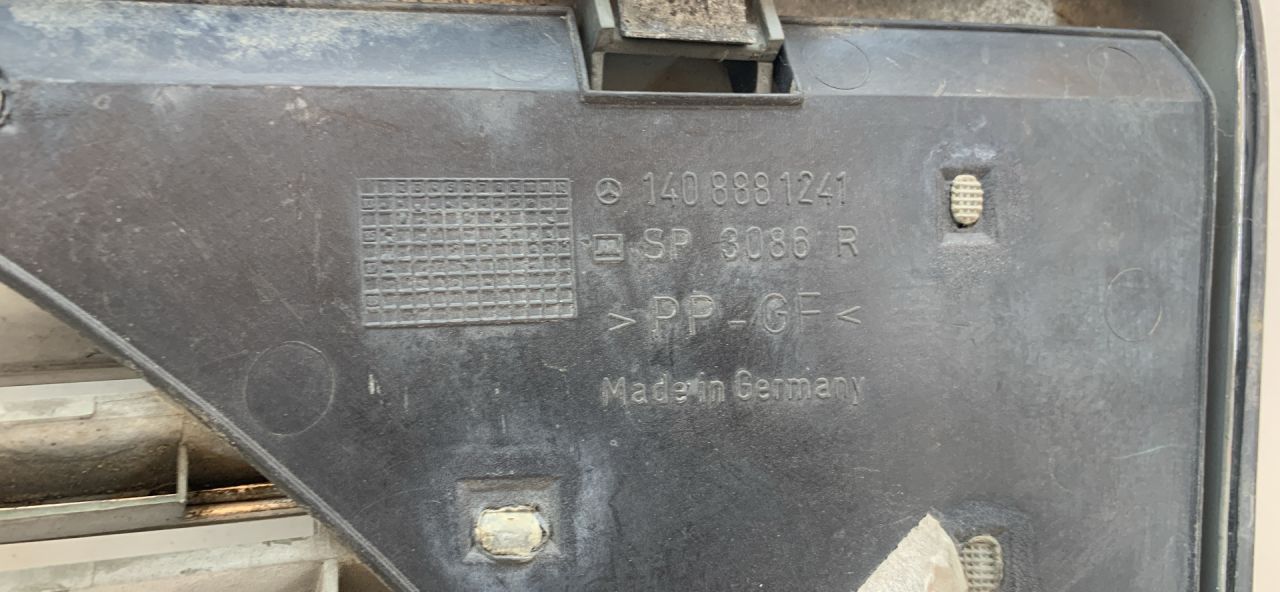 140 888 1241
SP 3086 R
> PP-GF <
Made in Germany